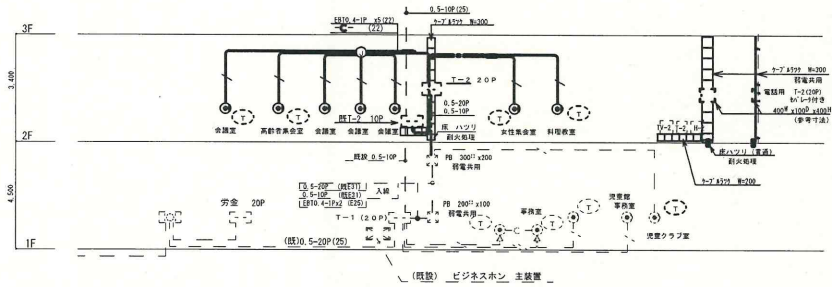 0.5-10P(25)
EBT0.4-1P x5(22)
ケーブルラック W=300
(22)
3F
3,400
J
T-2 20P
ケーブルラック W=300
弱電共用
電話用 T-2(20P)
セパレータ付き
400W x100D x400H
(参考寸法)
0.5-20P
0.5-10P
T
T
T
T
T
会議室
高齢者集会室
会議室
会議室
会議室
既T-2 10P
床 ハツリ
耐火処理
女性集会室
料理教室
TV-2
T-2
H-2
2F
床ハツリ (貫通)
耐火処理
ケーブルラック W=200
既設 0.5-10P
PB 300□x200
弱電共用
4,500
0.5-20P (既E31)
0.5-10P (既E31)
EBT0.4-1Px2 (E25)
入線
PB 200□x100
弱電共用
労金 20P
T-1 (20P)
事務室
児童館
事務室
T
T
T
T
C
児童クラブ室
(既)0.5-20P(25)
1F
(既設) ビジネスホン 主装置